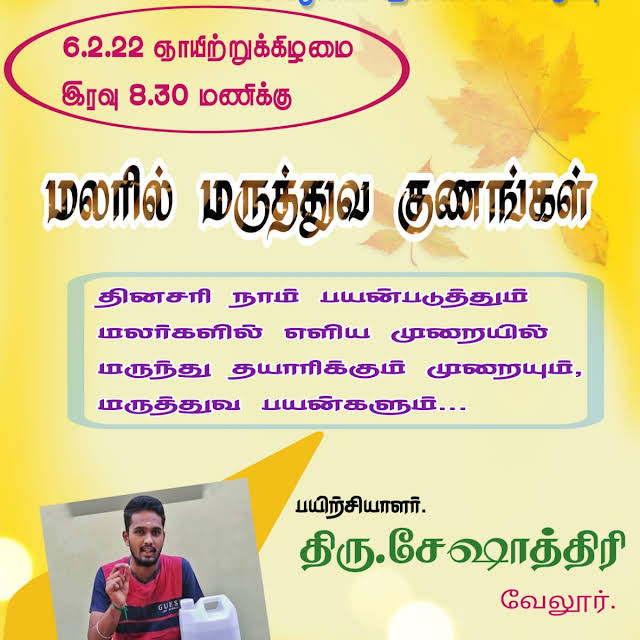 6.2.22 ஞாயிற்றுக்கிழமை
இரவு 8.30 மணிக்கு
மலரில் மருத்துவ குணங்கள்
தினசரி நாம் பயன்படுத்தும்
மலர்களில் எளிய முறையில்
மருந்து தயாரிக்கும் முறையும்,
மருத்துவ பயன்களும்...
பயிற்சியாளர்.
திரு.சேஷாத்திரி
வேலூர்.
GUESS